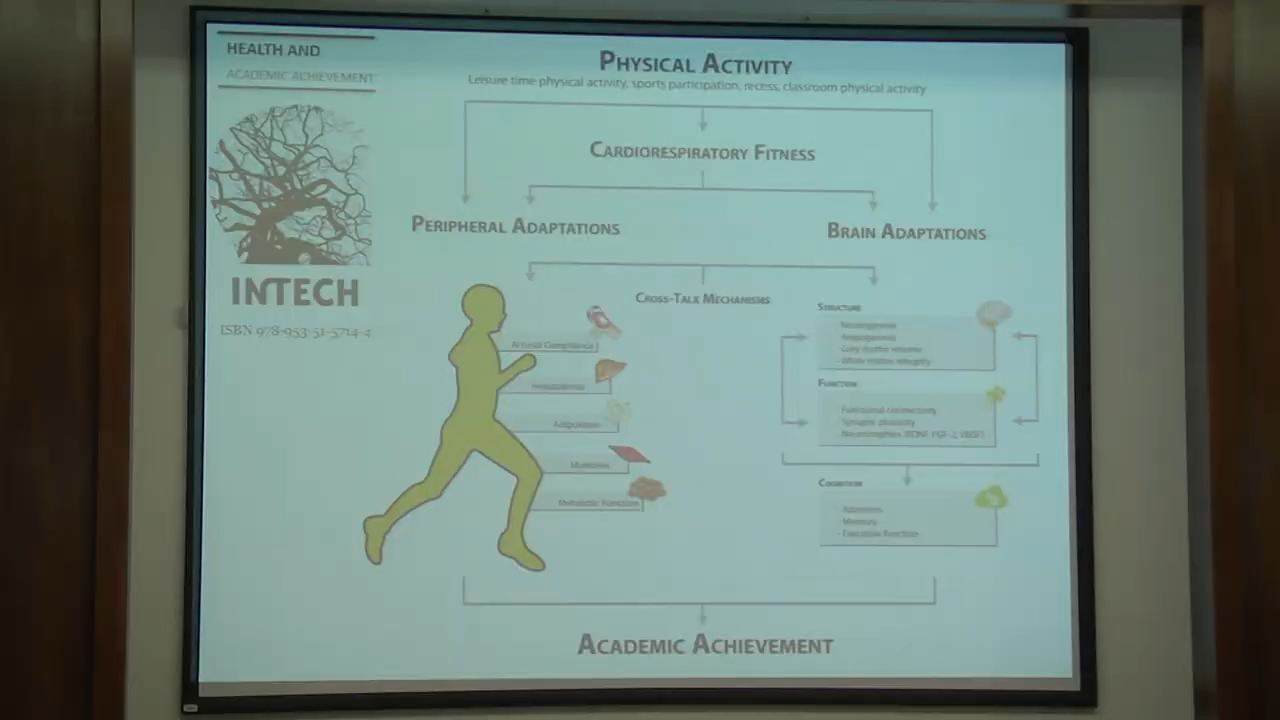 HEALTH AND
ACADEMIC ACHIEVEMENT
INTECH
ISBN 978-953-51-5714-4
PHYSICAL ACTIVITY
Leisure time physical activity, sports participation, recess, classroom physical activity
CARDIORESPIRATORY FITNESS
PERIPHERAL ADAPTATIONS
BRAIN ADAPTATIONS
CROSS-TALK MECHANISMS
Arterial Compliance
Adipokines
Myokines
Metabolic Function
STRUCTURE
- Neurogenesis
- Angiogenesis
- Grey matter volume
- White matter integrity
FUNCTION
- Functional connectivity
- Synaptic plasticity
- Neurotrophins (BDNF, FGF-2, VEGF)
COGNITION
- Attention
- Memory
- Executive function
ACADEMIC ACHIEVEMENT